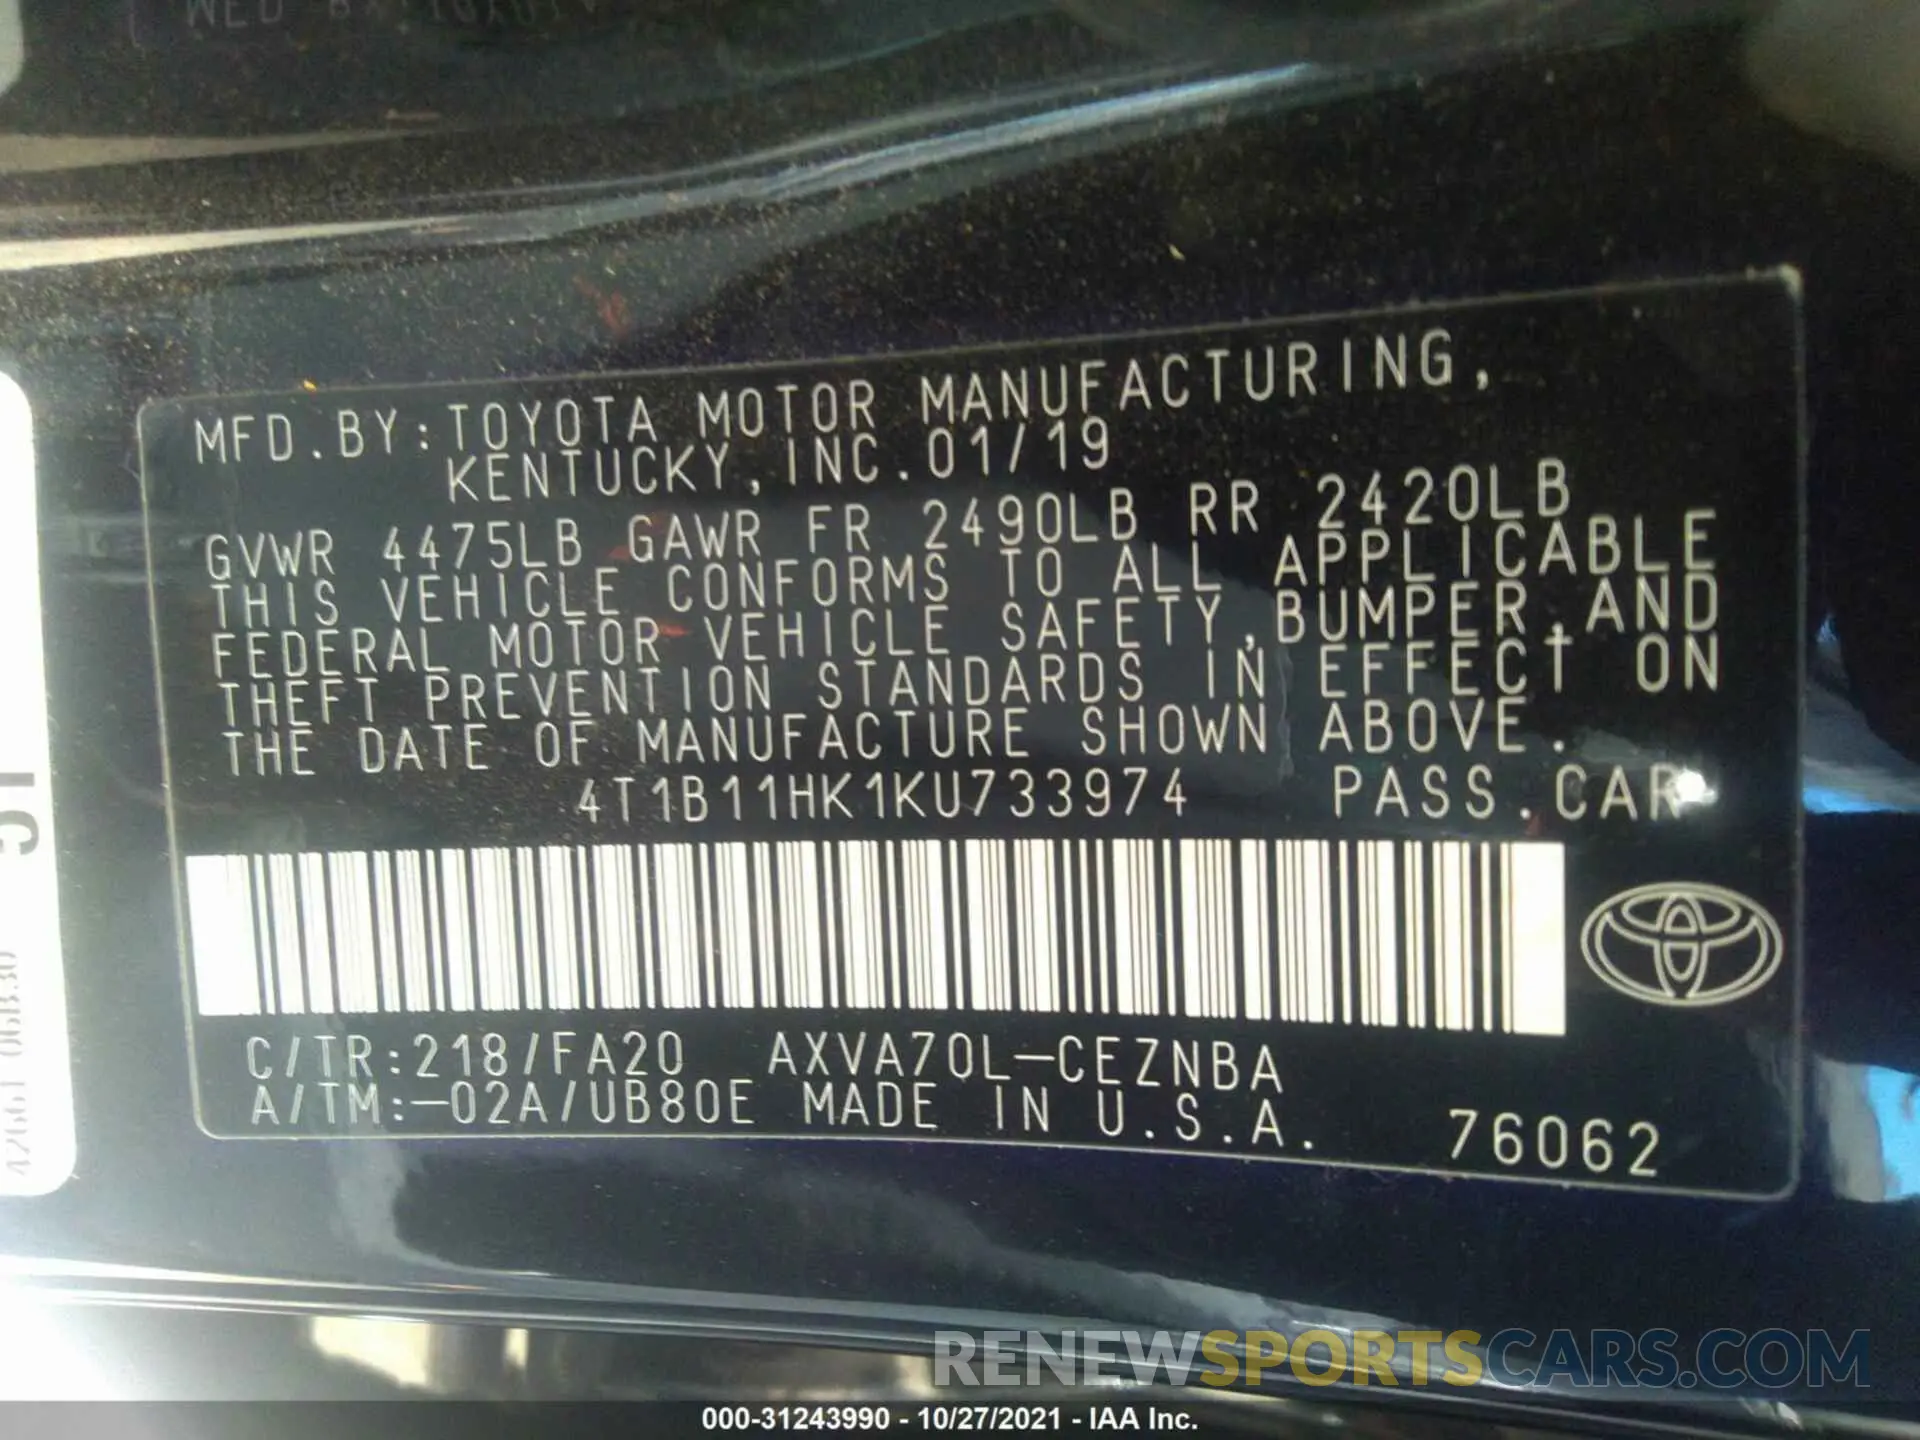 MFD.BY:TOYOTA MOTOR MANUFACTURING,
KENTUCKY,INC.01/19
GVWR 4475LB GAWR FR 2490LB RR 2420LB
THIS VEHICLE CONFORMS TO ALL APPLICABLE
FEDERAL MOTOR VEHICLE SAFETY,BUMPER,AND
THEFT PREVENTION STANDARDS IN EFFECT ON
THE DATE OF MANUFACTURE SHOWN ABOVE.
4T1B11HK1KU733974 PASS.CAR
C/TR:218/FA20 AXVA70L-CEZNBA
A/TM:-02A/UB80E MADE IN U.S.A. 76062
RENEWSPORTSCARS.COM
000-31243990 - 10/27/2021 - IAA Inc.